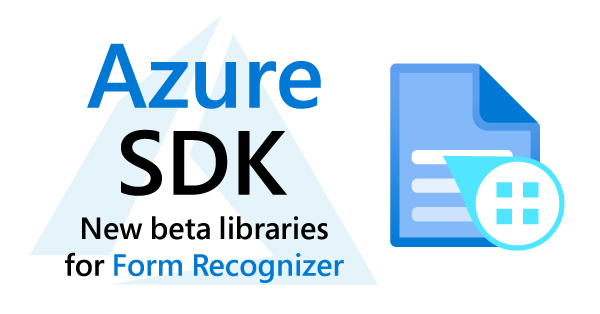 Azure
SDK
New beta libraries
for Form Recognizer